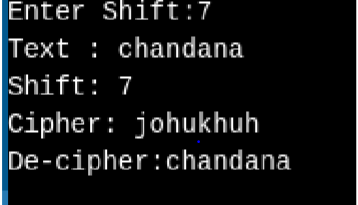 Enter Shift:7
Text : chandana
Shift: 7
Cipher: johukhuh
De-cipher:chandana